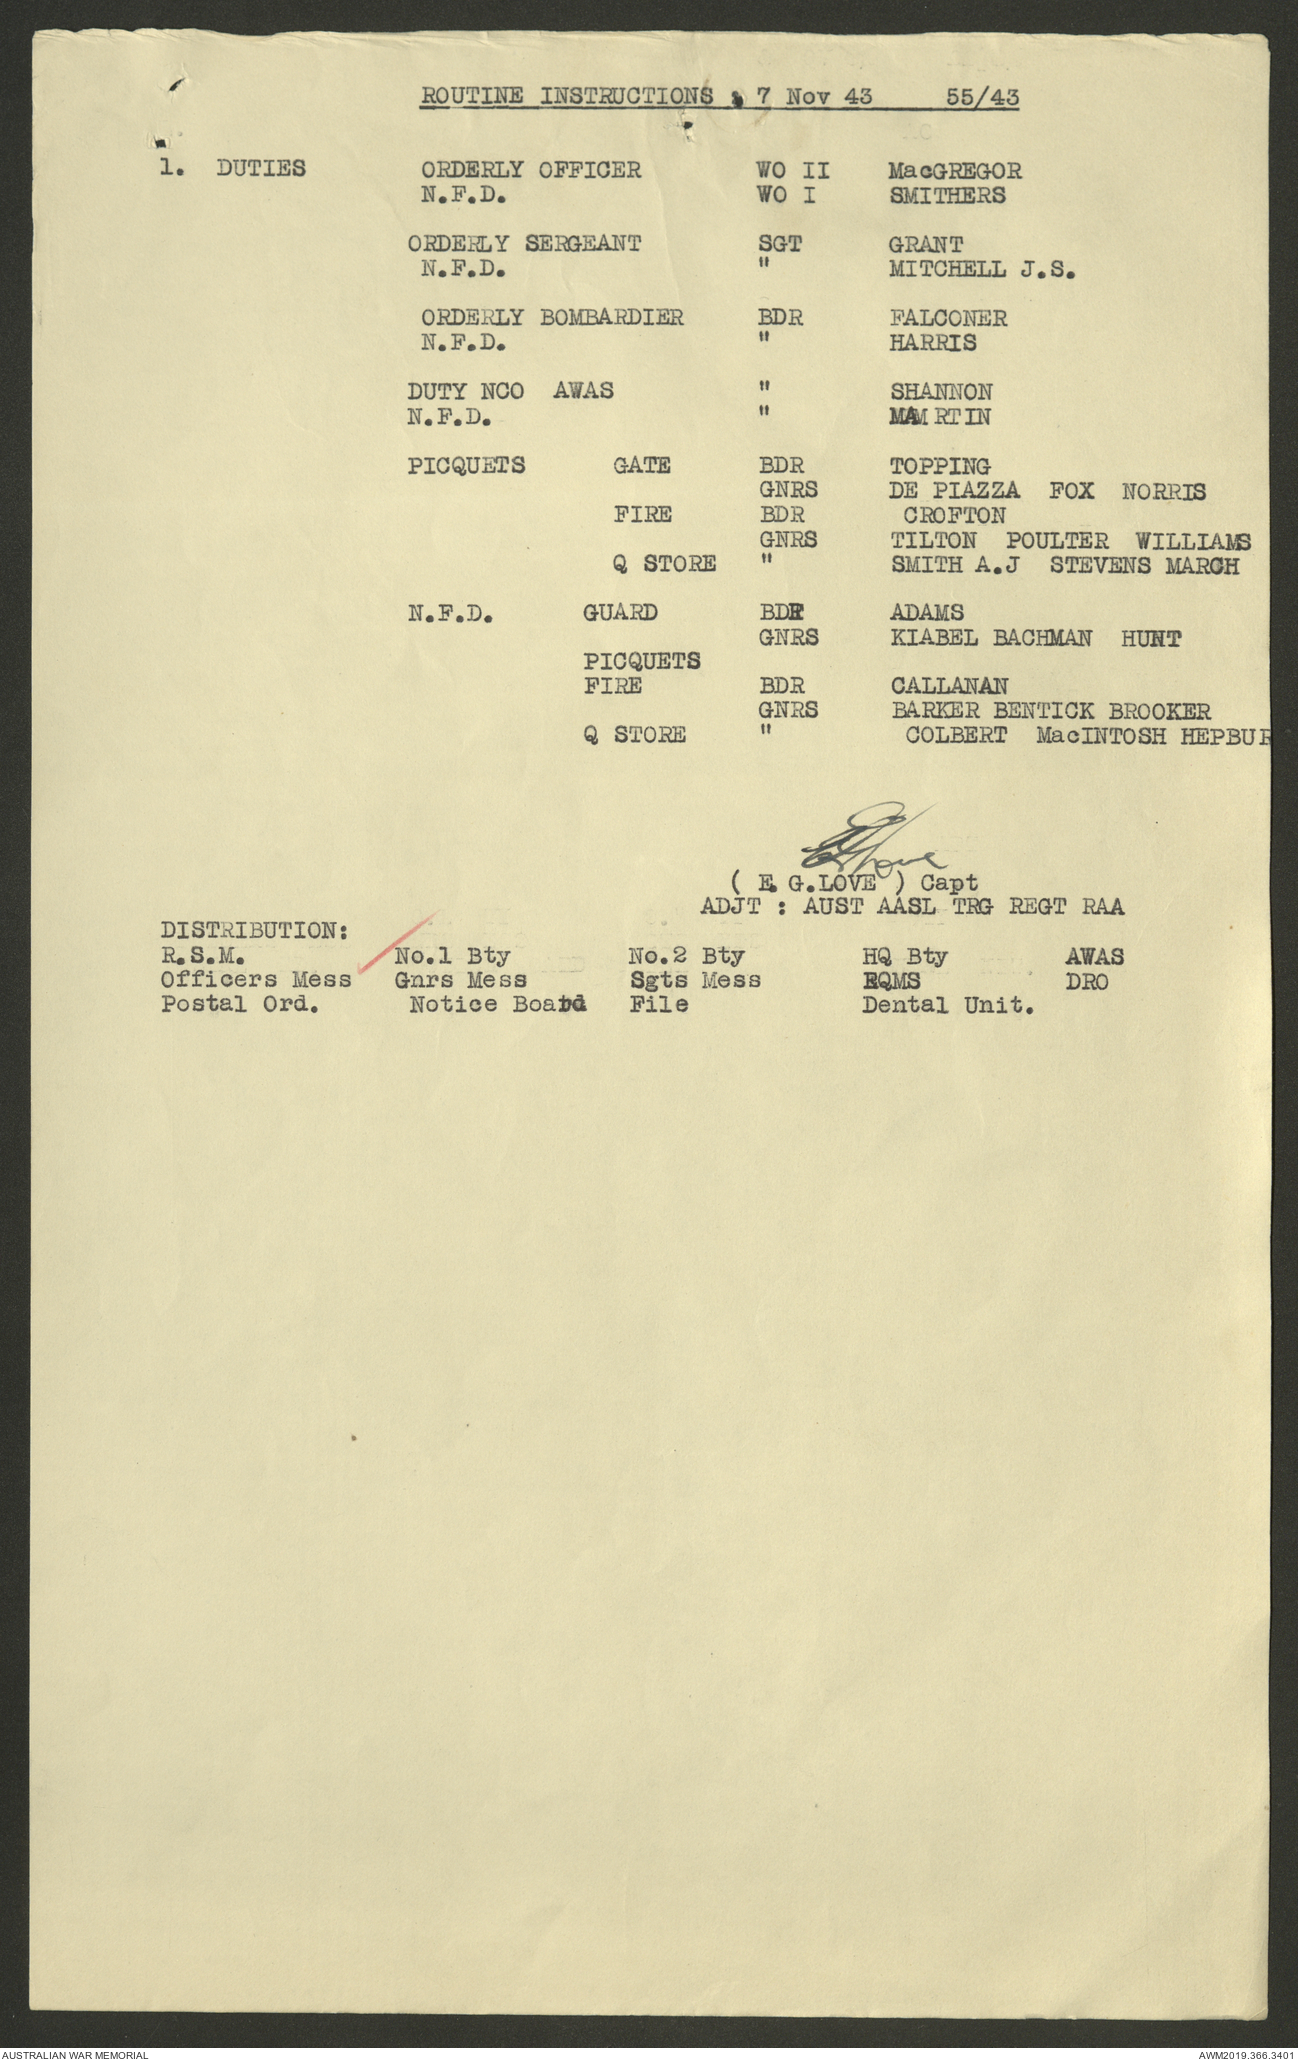 ROUTINE INSTRUCTIONS : 7 Nov 43 55/43
1. DUTIES ORDERLY OFFICER WO II MacGREGOR
N.F.D. WO I SMITHERS
ORDERLY SERGEANT SGT GRANT
N.F.D. " MITCHELL J.S.
ORDERLY BOMBARDIER BDR FALCONER
N.F.D. " HARRIS
DUTY NCO AWAS " SHANNON
N.F.D. " MARTIN
PICQUETS GATE BDR TOPPING
GNRS DE PIAZZA FOX NORRIS
FIRE BDR CROFTON
GNRS TILTON POULTER WILLIAMS
Q STORE " SMITH A.J STEVENS MARCH
N.F.D. GUARD BDR ADAMS
GNRS KIABEL BACHMAN HUNT
PICQUETS
FIRE BDR CALLANAN
GNRS BARKER BENTICK BROOKER
Q STORE " COLBERT MacINTOSH HEPBUR
( E. G.LOVE ) Capt
ADJT : AUST AASL TRG REGT RAA
DISTRIBUTION:
R.S.M. No.1 Bty No.2 Bty HQ Bty AWAS
Officers Mess Gnrs Mess Sgts Mess RQMS DRO
Postal Ord. Notice Board File Dental Unit.
AUSTRALIAN WAR MEMORIAL AWM2019.366.3401